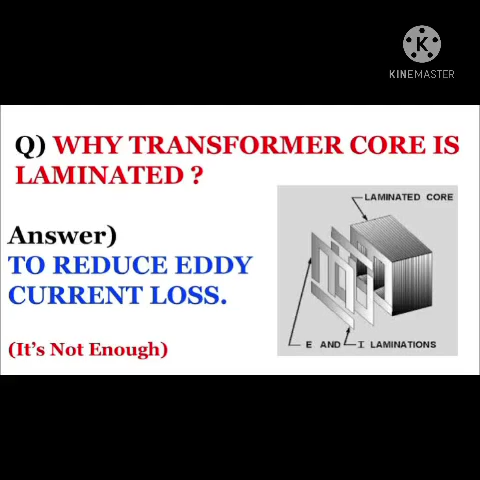 K
KINEMASTER
Q) WHY TRANSFORMER CORE IS
LAMINATED ?
LAMINATED CORE
Answer)
TO REDUCE EDDY
CURRENT LOSS.
E AND I LAMINATIONS
(It's Not Enough)